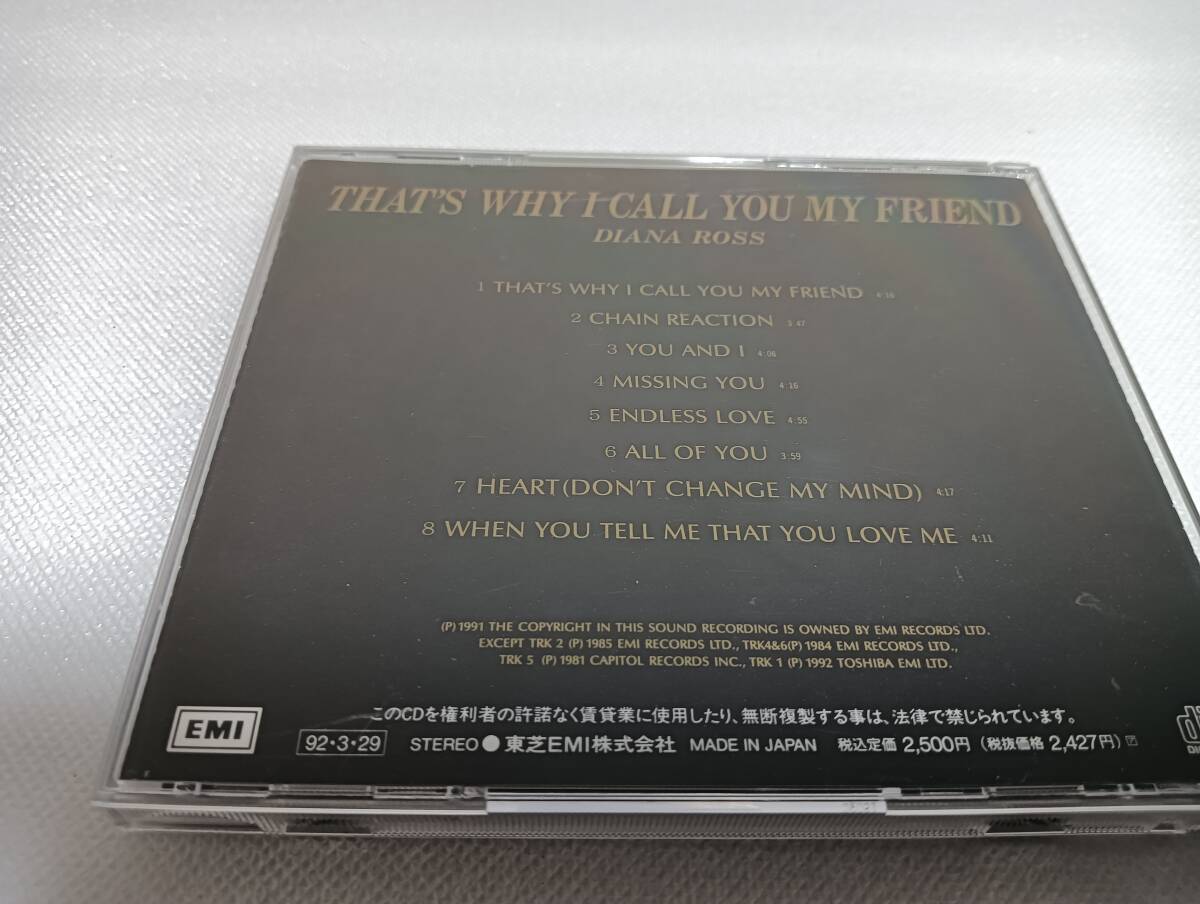 THAT'S WHY I CALL YOU MY FRIEND
DIANA ROSS
1 THAT'S WHY I CALL YOU MY FRIEND 4:18
2 CHAIN REACTION 3:47
3 YOU AND I 4:06
4 MISSING YOU 4:16
5 ENDLESS LOVE 4:55
6 ALL OF YOU 3:59
7 HEART(DON'T CHANGE MY MIND) 4:17
8 WHEN YOU TELL ME THAT YOU LOVE ME 4:11
(P)1991 THE COPYRIGHT IN THIS SOUND RECORDING IS OWNED BY EMI RECORDS LTD.
EXCEPT TRK 2 (P)1985 EMI RECORDS LTD., TRK4&6(P)1984 EMI RECORDS LTD.,
TRK 5 (P)1981 CAPITOL RECORDS INC., TRK 1(P)1992 TOSHIBA EMI LTD.
このCDを権利者の許諾なく賃貸業に使用したり、無断複製する事は、法律で禁じられています。
EMI
92・3・29 STEREO ● 東芝EMI株式会社 MADE IN JAPAN 税込定価 2,500円 (税抜価格 2,427円)